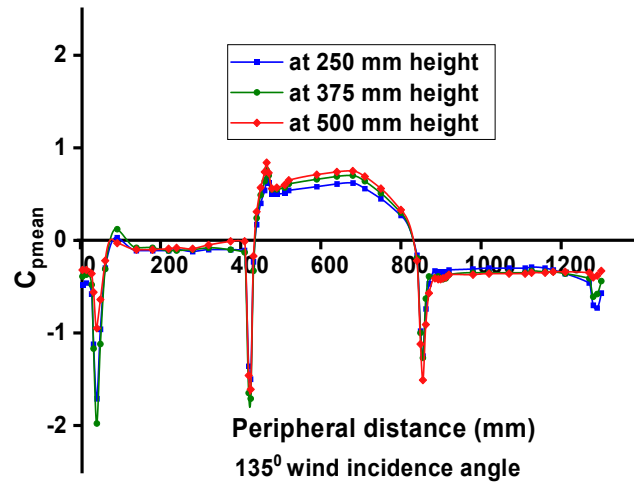 2
at 250 mm height
at 375 mm height
at 500 mm height
1
C_pmean
0
0 200 400 600 800 1000 1200
-1
-2
Peripheral distance (mm)
135⁰ wind incidence angle